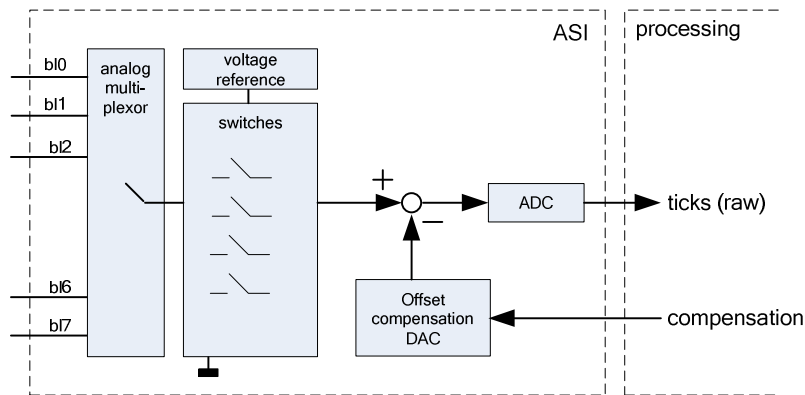 ASI
processing
bl0
bl1
bl2
bl6
bl7
analog
multi-
plexor
voltage
reference
switches
+
−
ADC
ticks (raw)
Offset
compensation
DAC
compensation